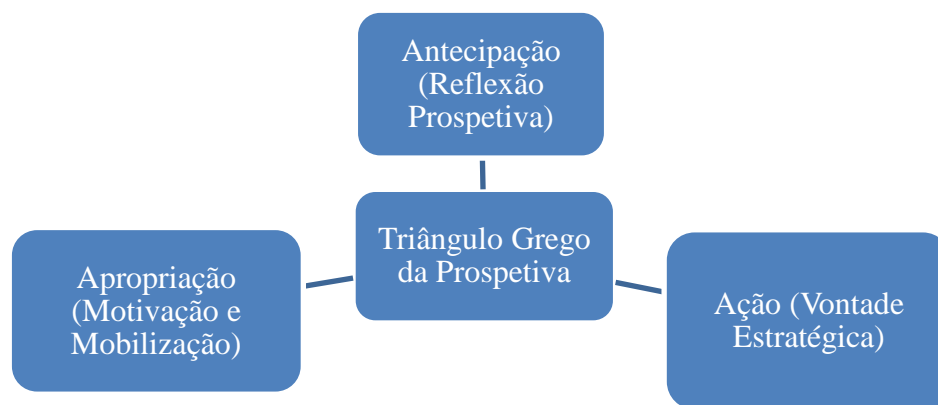 Antecipação
(Reflexão
Prospetiva)
Triângulo Grego
da Prospetiva
Apropriação
(Motivação e
Mobilização)
Ação (Vontade
Estratégica)